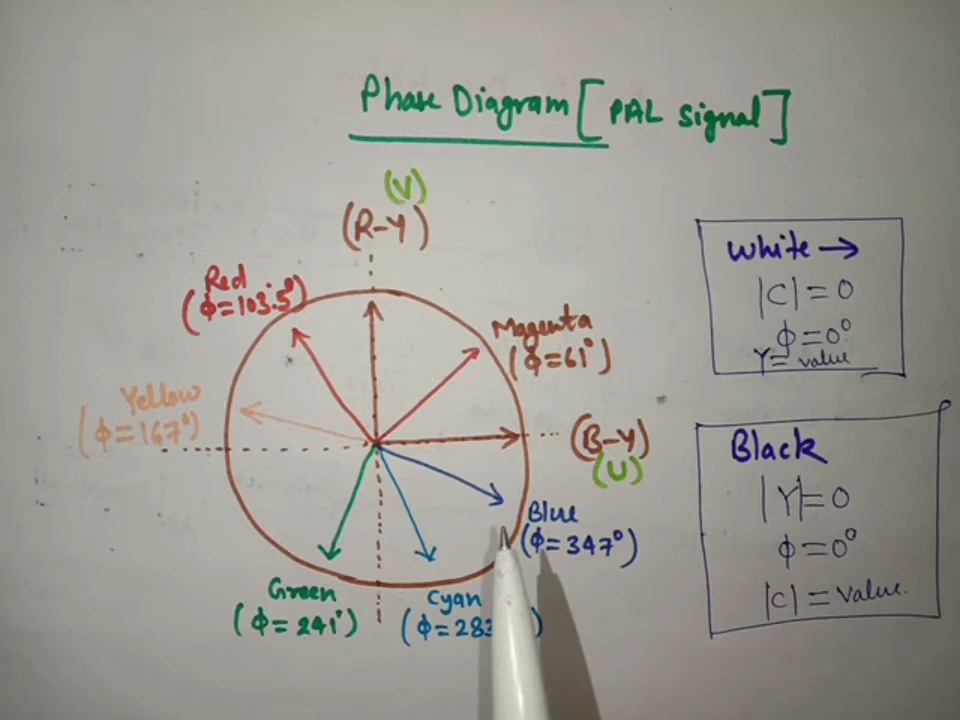 Phase Diagram [PAL signal]
(V)
(R-Y)
Red
(ϕ=103.5°)
Magenta
(ϕ=61°)
Yellow
(ϕ=167°)
(B-Y)
(U)
Blue
(ϕ=347°)
Green
(ϕ=241°)
Cyan
(ϕ=283
White →
|C|=0
ϕ=0°
Y= value
Black
|Y|=0
ϕ=0°
|C|=value.